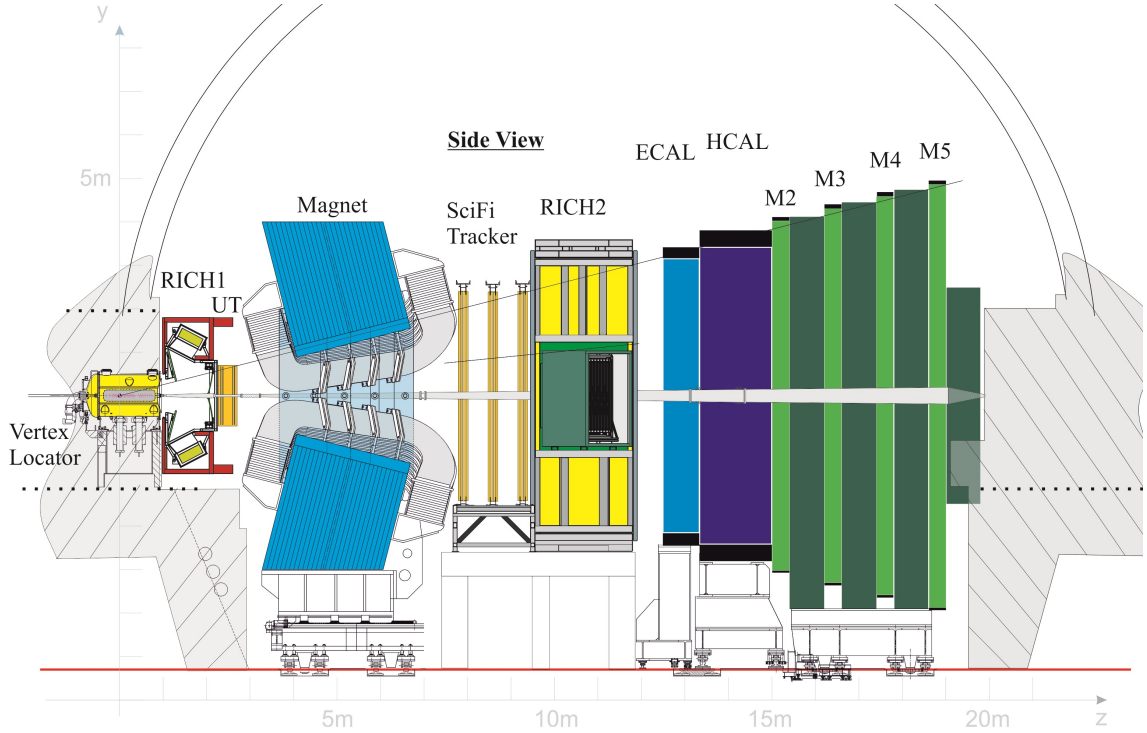 y
Side View
ECAL
HCAL
5m
M2
M3
M4
M5
Magnet
SciFi
Tracker
RICH2
RICH1
UT
Vertex
Locator
5m
10m
15m
20m
z